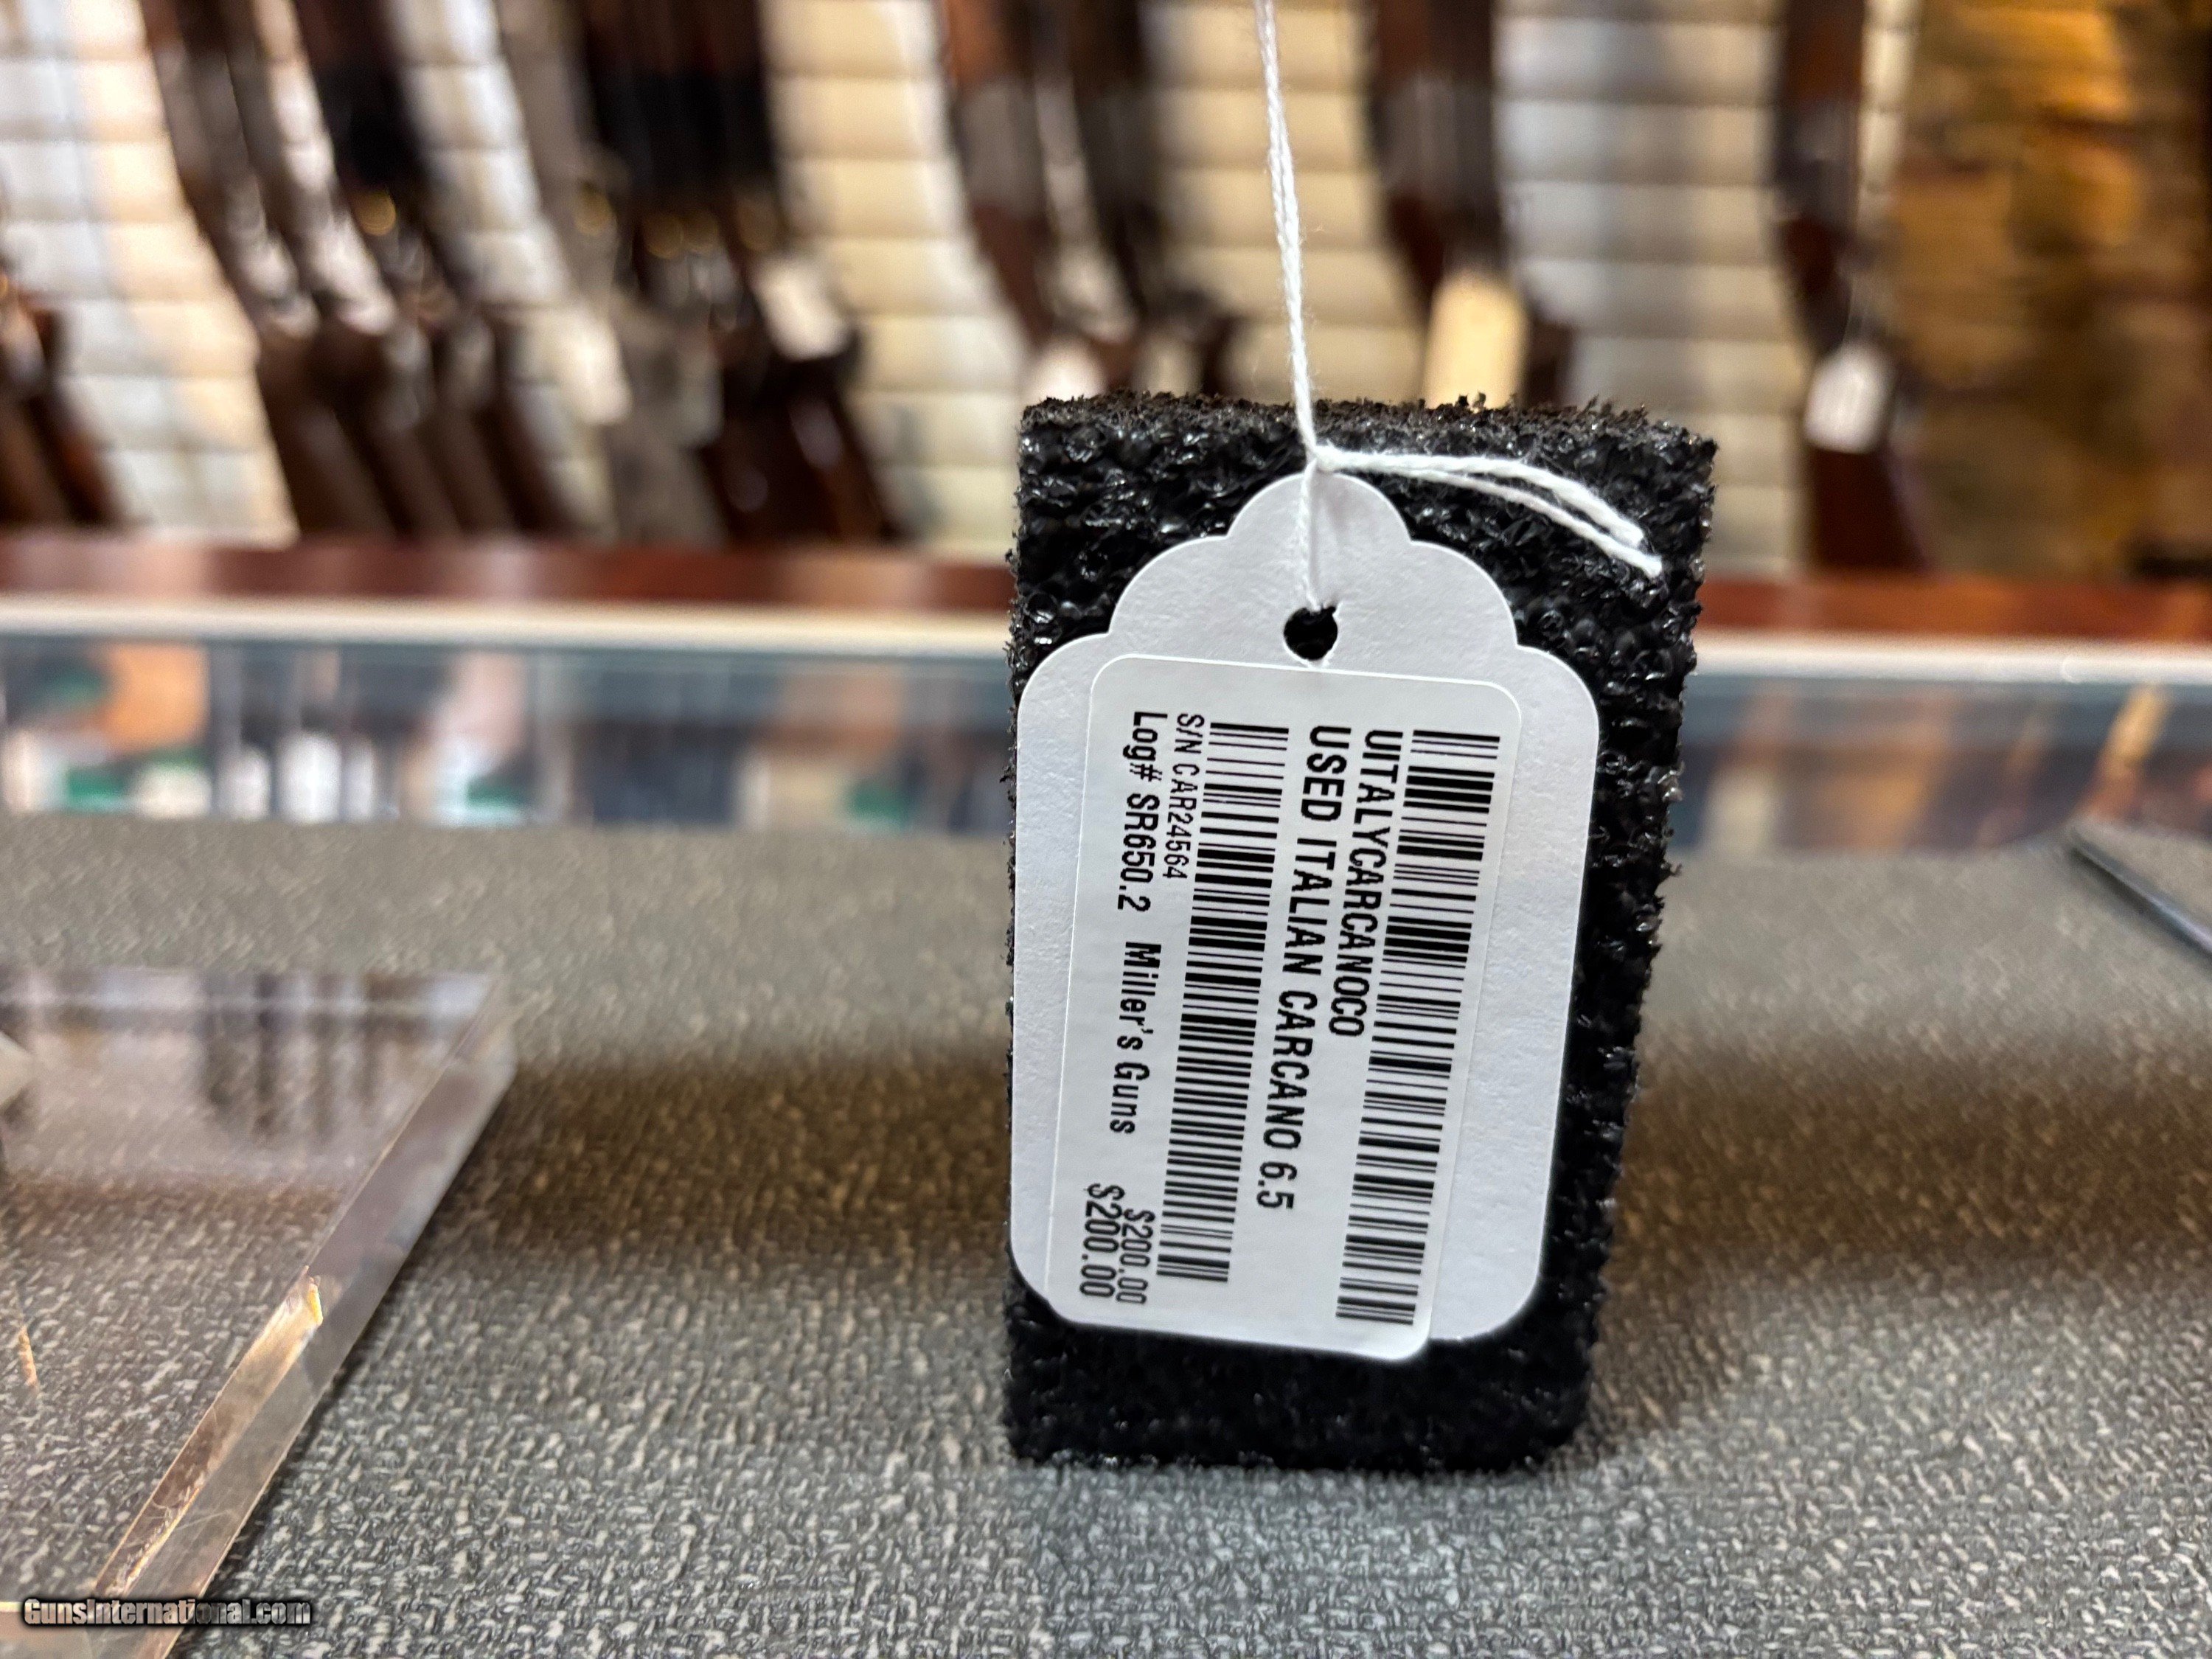 UITALYCARCANOCO
USED ITALIAN CARCANO 6.5
S/N CAR24564
$200.00
Log# SR650.2 Miller's Guns
$200.00
GunsInternational.com